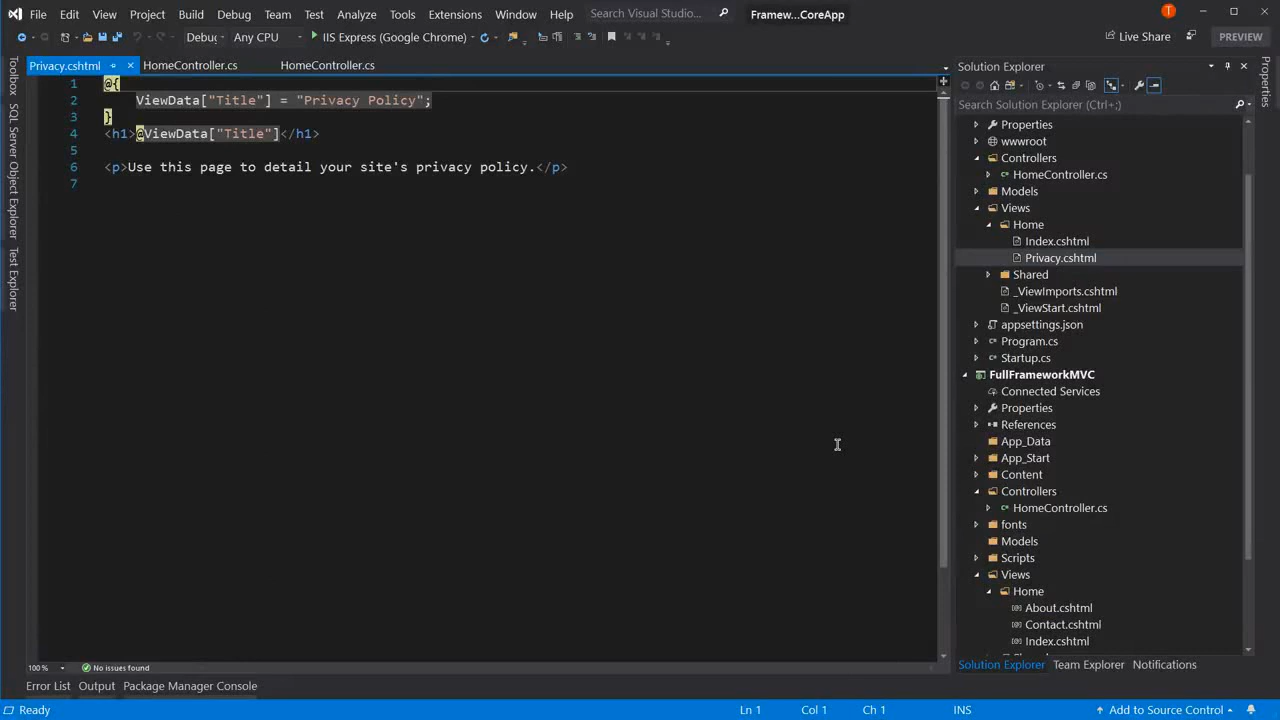 File Edit View Project Build Debug Team Test Analyze Tools Extensions Window Help Search Visual Studio... Framew...CoreApp T
Debug Any CPU IIS Express (Google Chrome) Live Share PREVIEW
Privacy.cshtml HomeController.cs HomeController.cs
Toolbox
SQL Server Object Explorer
Test Explorer
1 @{
2 ViewData["Title"] = "Privacy Policy";
3 }
4 <h1>@ViewData["Title"]</h1>
5
6 <p>Use this page to detail your site's privacy policy.</p>
7
100% No issues found
Solution Explorer
Search Solution Explorer (Ctrl+;)
Properties
wwwroot
Controllers
HomeController.cs
Models
Views
Home
Index.cshtml
Privacy.cshtml
Shared
_ViewImports.cshtml
_ViewStart.cshtml
appsettings.json
Program.cs
Startup.cs
FullFrameworkMVC
Connected Services
Properties
References
App_Data
App_Start
Content
Controllers
HomeController.cs
fonts
Models
Scripts
Views
Home
About.cshtml
Contact.cshtml
Index.cshtml
Solution Explorer Team Explorer Notifications
Properties
Error List Output Package Manager Console
Ready Ln 1 Col 1 Ch 1 INS Add to Source Control